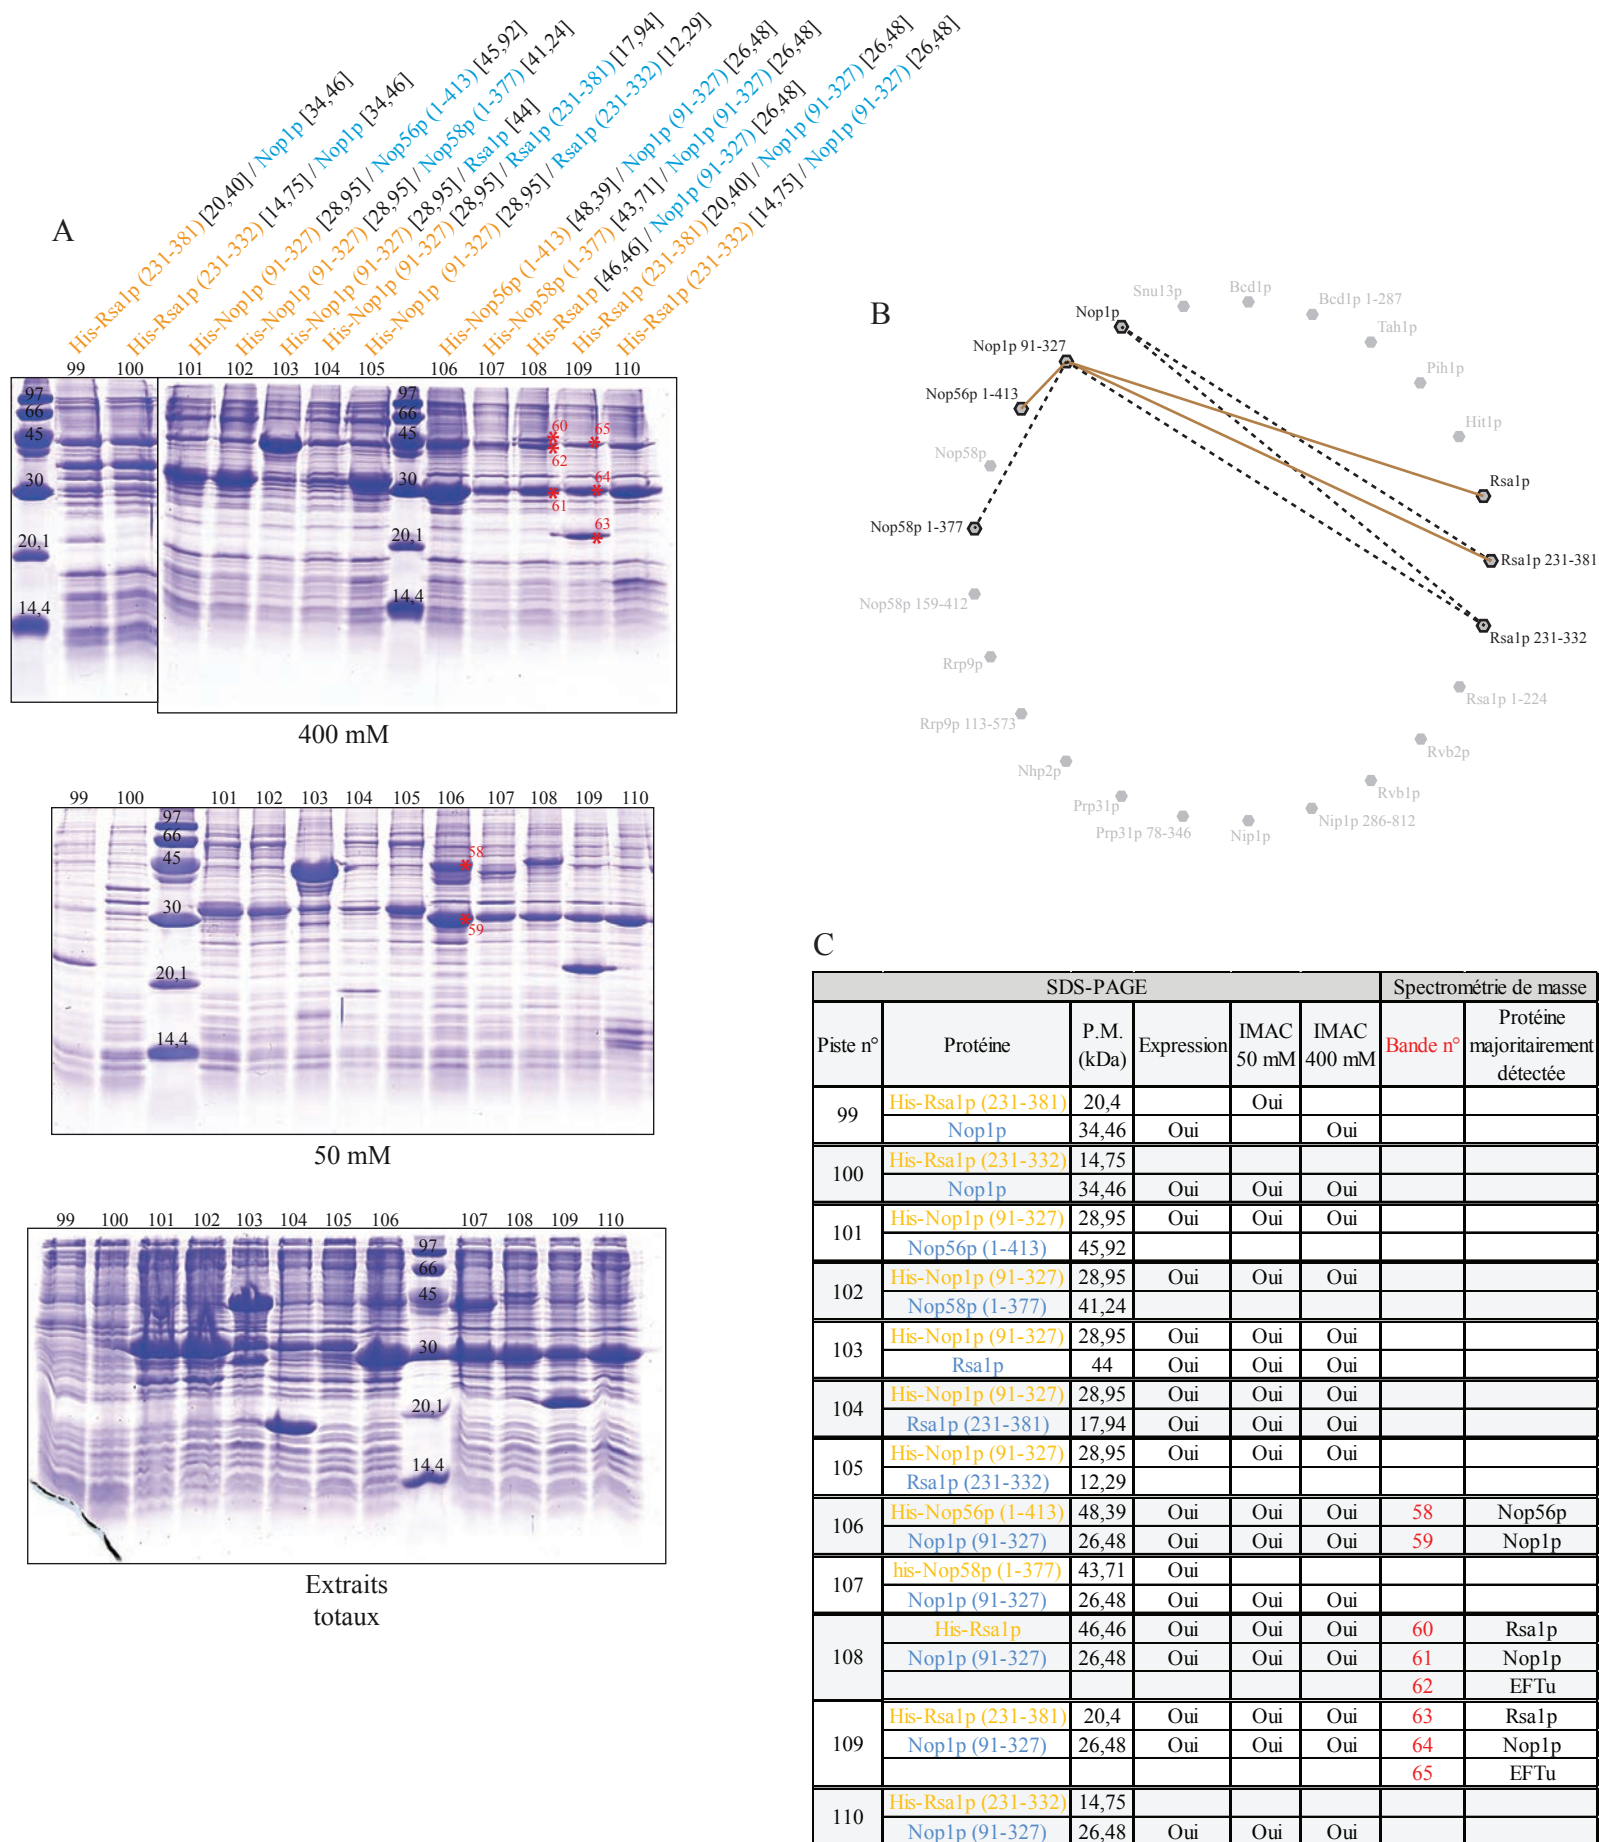 A
His-Rsa1p (231-381) [20,40] / Nop1p [34,46]
His-Rsa1p (231-332) [14,75] / Nop1p [34,46]
His-Nop1p (91-327) [28,95] / Nop56p (1-413) [45,92]
His-Nop1p (91-327) [28,95] / Nop58p (1-377) [41,24]
His-Nop1p (91-327) [28,95] / Rsa1p [44]
His-Nop1p (91-327) [28,95] / Rsa1p (231-381) [17,94]
His-Nop1p (91-327) [28,95] / Rsa1p (231-332) [12,29]
His-Nop56p (1-413) [48,39] / Nop1p (91-327) [26,48]
His-Nop58p (1-377) [43,71] / Nop1p (91-327) [26,48]
His-Rsa1p [46,46] / Nop1p (91-327) [26,48]
His-Rsa1p (231-381) [20,40] / Nop1p (91-327) [26,48]
His-Rsa1p (231-332) [14,75] / Nop1p (91-327) [26,48]
99 100 101 102 103 104 105 106 107 108 109 110
97 97
66 66
45 45 60 65
62
30 30 64
61
20,1 20,1 63
14,4 14,4
400 mM
99 100 101 102 103 104 105 106 107 108 109 110
97
66
45 58
30
59
20,1
14,4
50 mM
99 100 101 102 103 104 105 106 107 108 109 110
97
66
45
30
20,1
14,4
Extraits
totaux
B
Snu13p
Bcd1p
Bcd1p 1-287
Nop1p
Tah1p
Nop1p 91-327
Pih1p
Nop56p 1-413
Hit1p
Nop58p
Rsa1p
Nop58p 1-377
Rsa1p 231-381
Nop58p 159-412
Rsa1p 231-332
Rrp9p
Rsa1p 1-224
Rrp9p 113-573
Rvb2p
Nhp2p
Rvb1p
Prp31p
Nip1p 286-812
Prp31p 78-346
Nip1p
C
SDS-PAGE Spectrométrie de masse
Piste n° Protéine P.M. (kDa) Expression IMAC 50 mM IMAC 400 mM Bande n° Protéine majoritairement détectée
99 His-Rsa1p (231-381) 20,4 Oui
Nop1p 34,46 Oui Oui
100 His-Rsa1p (231-332) 14,75
Nop1p 34,46 Oui Oui Oui
101 His-Nop1p (91-327) 28,95 Oui Oui Oui
Nop56p (1-413) 45,92
102 His-Nop1p (91-327) 28,95 Oui Oui Oui
Nop58p (1-377) 41,24
103 His-Nop1p (91-327) 28,95 Oui Oui Oui
Rsa1p 44 Oui Oui Oui
104 His-Nop1p (91-327) 28,95 Oui Oui Oui
Rsa1p (231-381) 17,94 Oui Oui Oui
105 His-Nop1p (91-327) 28,95 Oui Oui Oui
Rsa1p (231-332) 12,29
106 His-Nop56p (1-413) 48,39 Oui Oui Oui 58 Nop56p
Nop1p (91-327) 26,48 Oui Oui Oui 59 Nop1p
107 his-Nop58p (1-377) 43,71 Oui
Nop1p (91-327) 26,48 Oui Oui Oui
108 His-Rsa1p 46,46 Oui Oui Oui 60 Rsa1p
Nop1p (91-327) 26,48 Oui Oui Oui 61 Nop1p
62 EFTu
109 His-Rsa1p (231-381) 20,4 Oui Oui Oui 63 Rsa1p
Nop1p (91-327) 26,48 Oui Oui Oui 64 Nop1p
65 EFTu
110 His-Rsa1p (231-332) 14,75
Nop1p (91-327) 26,48 Oui Oui Oui